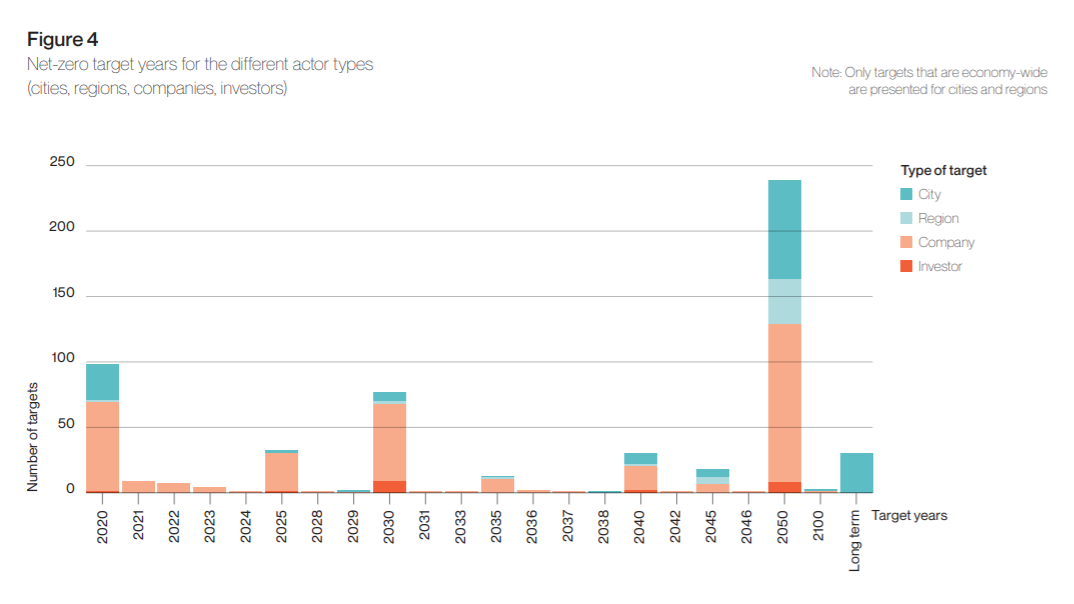 Figure 4
Net-zero target years for the different actor types
(cities, regions, companies, investors)
Note: Only targets that are economy-wide
are presented for cities and regions
250
200
150
100
50
0
Number of targets
Type of target
City
Region
Company
Investor
2020
2021
2022
2023
2024
2025
2028
2029
2030
2031
2033
2035
2036
2037
2038
2040
2042
2045
2046
2050
2100
Long term
Target years